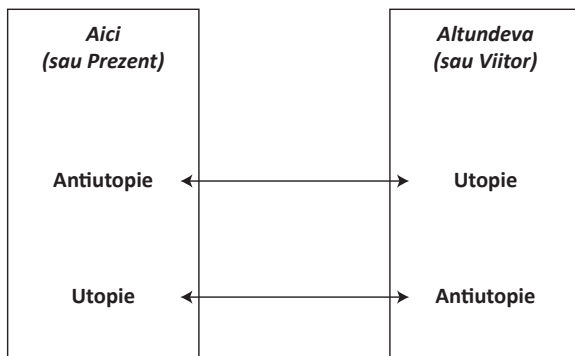 Aici
(sau Prezent)
Altundeva
(sau Viitor)
Antiutopie
Utopie
Utopie
Antiutopie